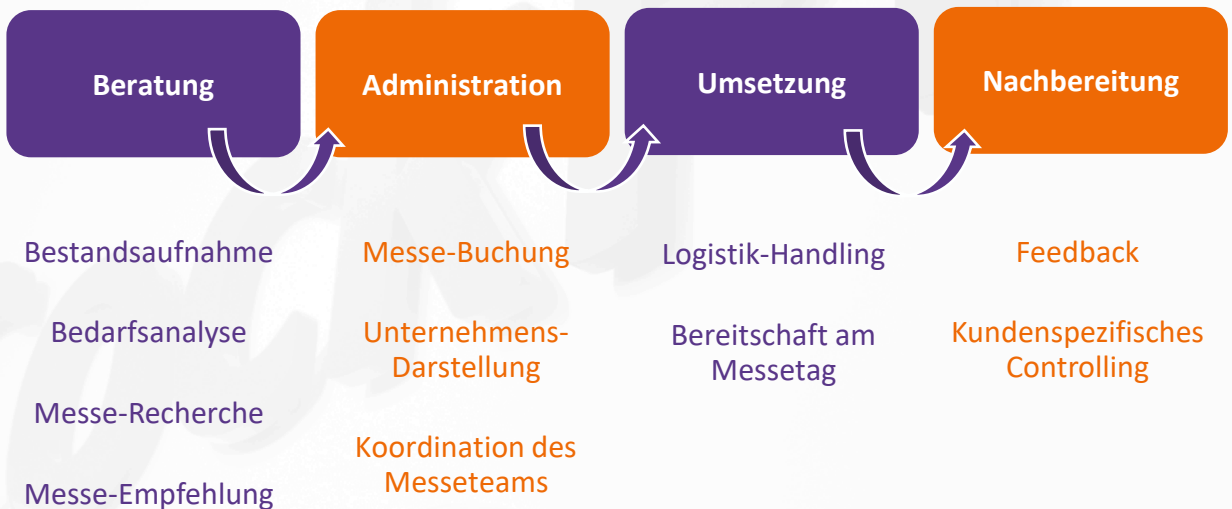 Beratung
Administration
Umsetzung
Nachbereitung
Bestandsaufnahme
Bedarfsanalyse
Messe-Recherche
Messe-Empfehlung
Messe-Buchung
Unternehmens-
Darstellung
Koordination des
Messeteams
Logistik-Handling
Bereitschaft am
Messetag
Feedback
Kundenspezifisches
Controlling